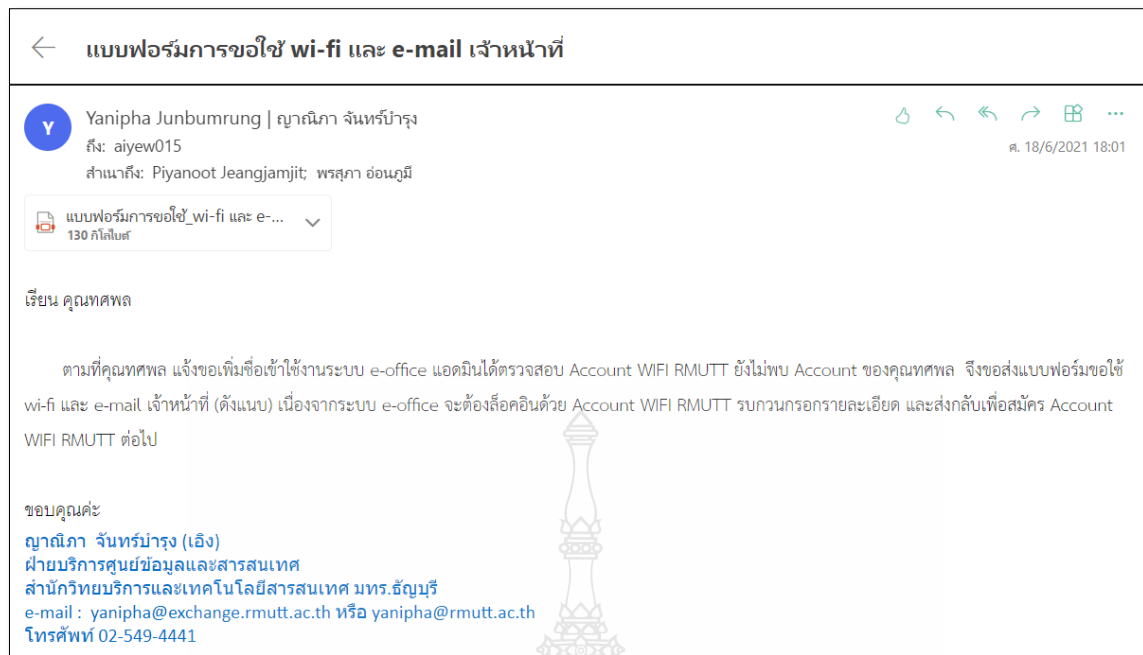 แบบฟอร์มการขอใช้ wi-fi และ e-mail เจ้าหน้าที่
Y
Yanipha Junbumrung | ญาณิภา จันทร์บำรุง
ถึง: aiyew015
สำเนาถึง: Piyanoot Jeangjamjit; พรสุภา อ่อนภูมี
ศ. 18/6/2021 18:01
แบบฟอร์มการขอใช้_wi-fi และ e-...
130 กิโลไบต์
เรียน คุณทศพล
ตามที่คุณทศพล แจ้งขอเพิ่มชื่อเข้าใช้งานระบบ e-office แอดมินได้ตรวจสอบ Account WIFI RMUTT ยังไม่พบ Account ของคุณทศพล จึงขอส่งแบบฟอร์มขอใช้
wi-fi และ e-mail เจ้าหน้าที่ (ดังแนบ) เนื่องจากระบบ e-office จะต้องล็อคอินด้วย Account WIFI RMUTT รบกวนกรอกรายละเอียด และส่งกลับเพื่อสมัคร Account
WIFI RMUTT ต่อไป
ขอบคุณค่ะ
ญาณิภา จันทร์บำรุง (เอิง)
ฝ่ายบริการศูนย์ข้อมูลและสารสนเทศ
สำนักวิทยบริการและเทคโนโลยีสารสนเทศ มทร.ธัญบุรี
e-mail : yanipha@exchange.rmutt.ac.th หรือ yanipha@rmutt.ac.th
โทรศัพท์ 02-549-4441